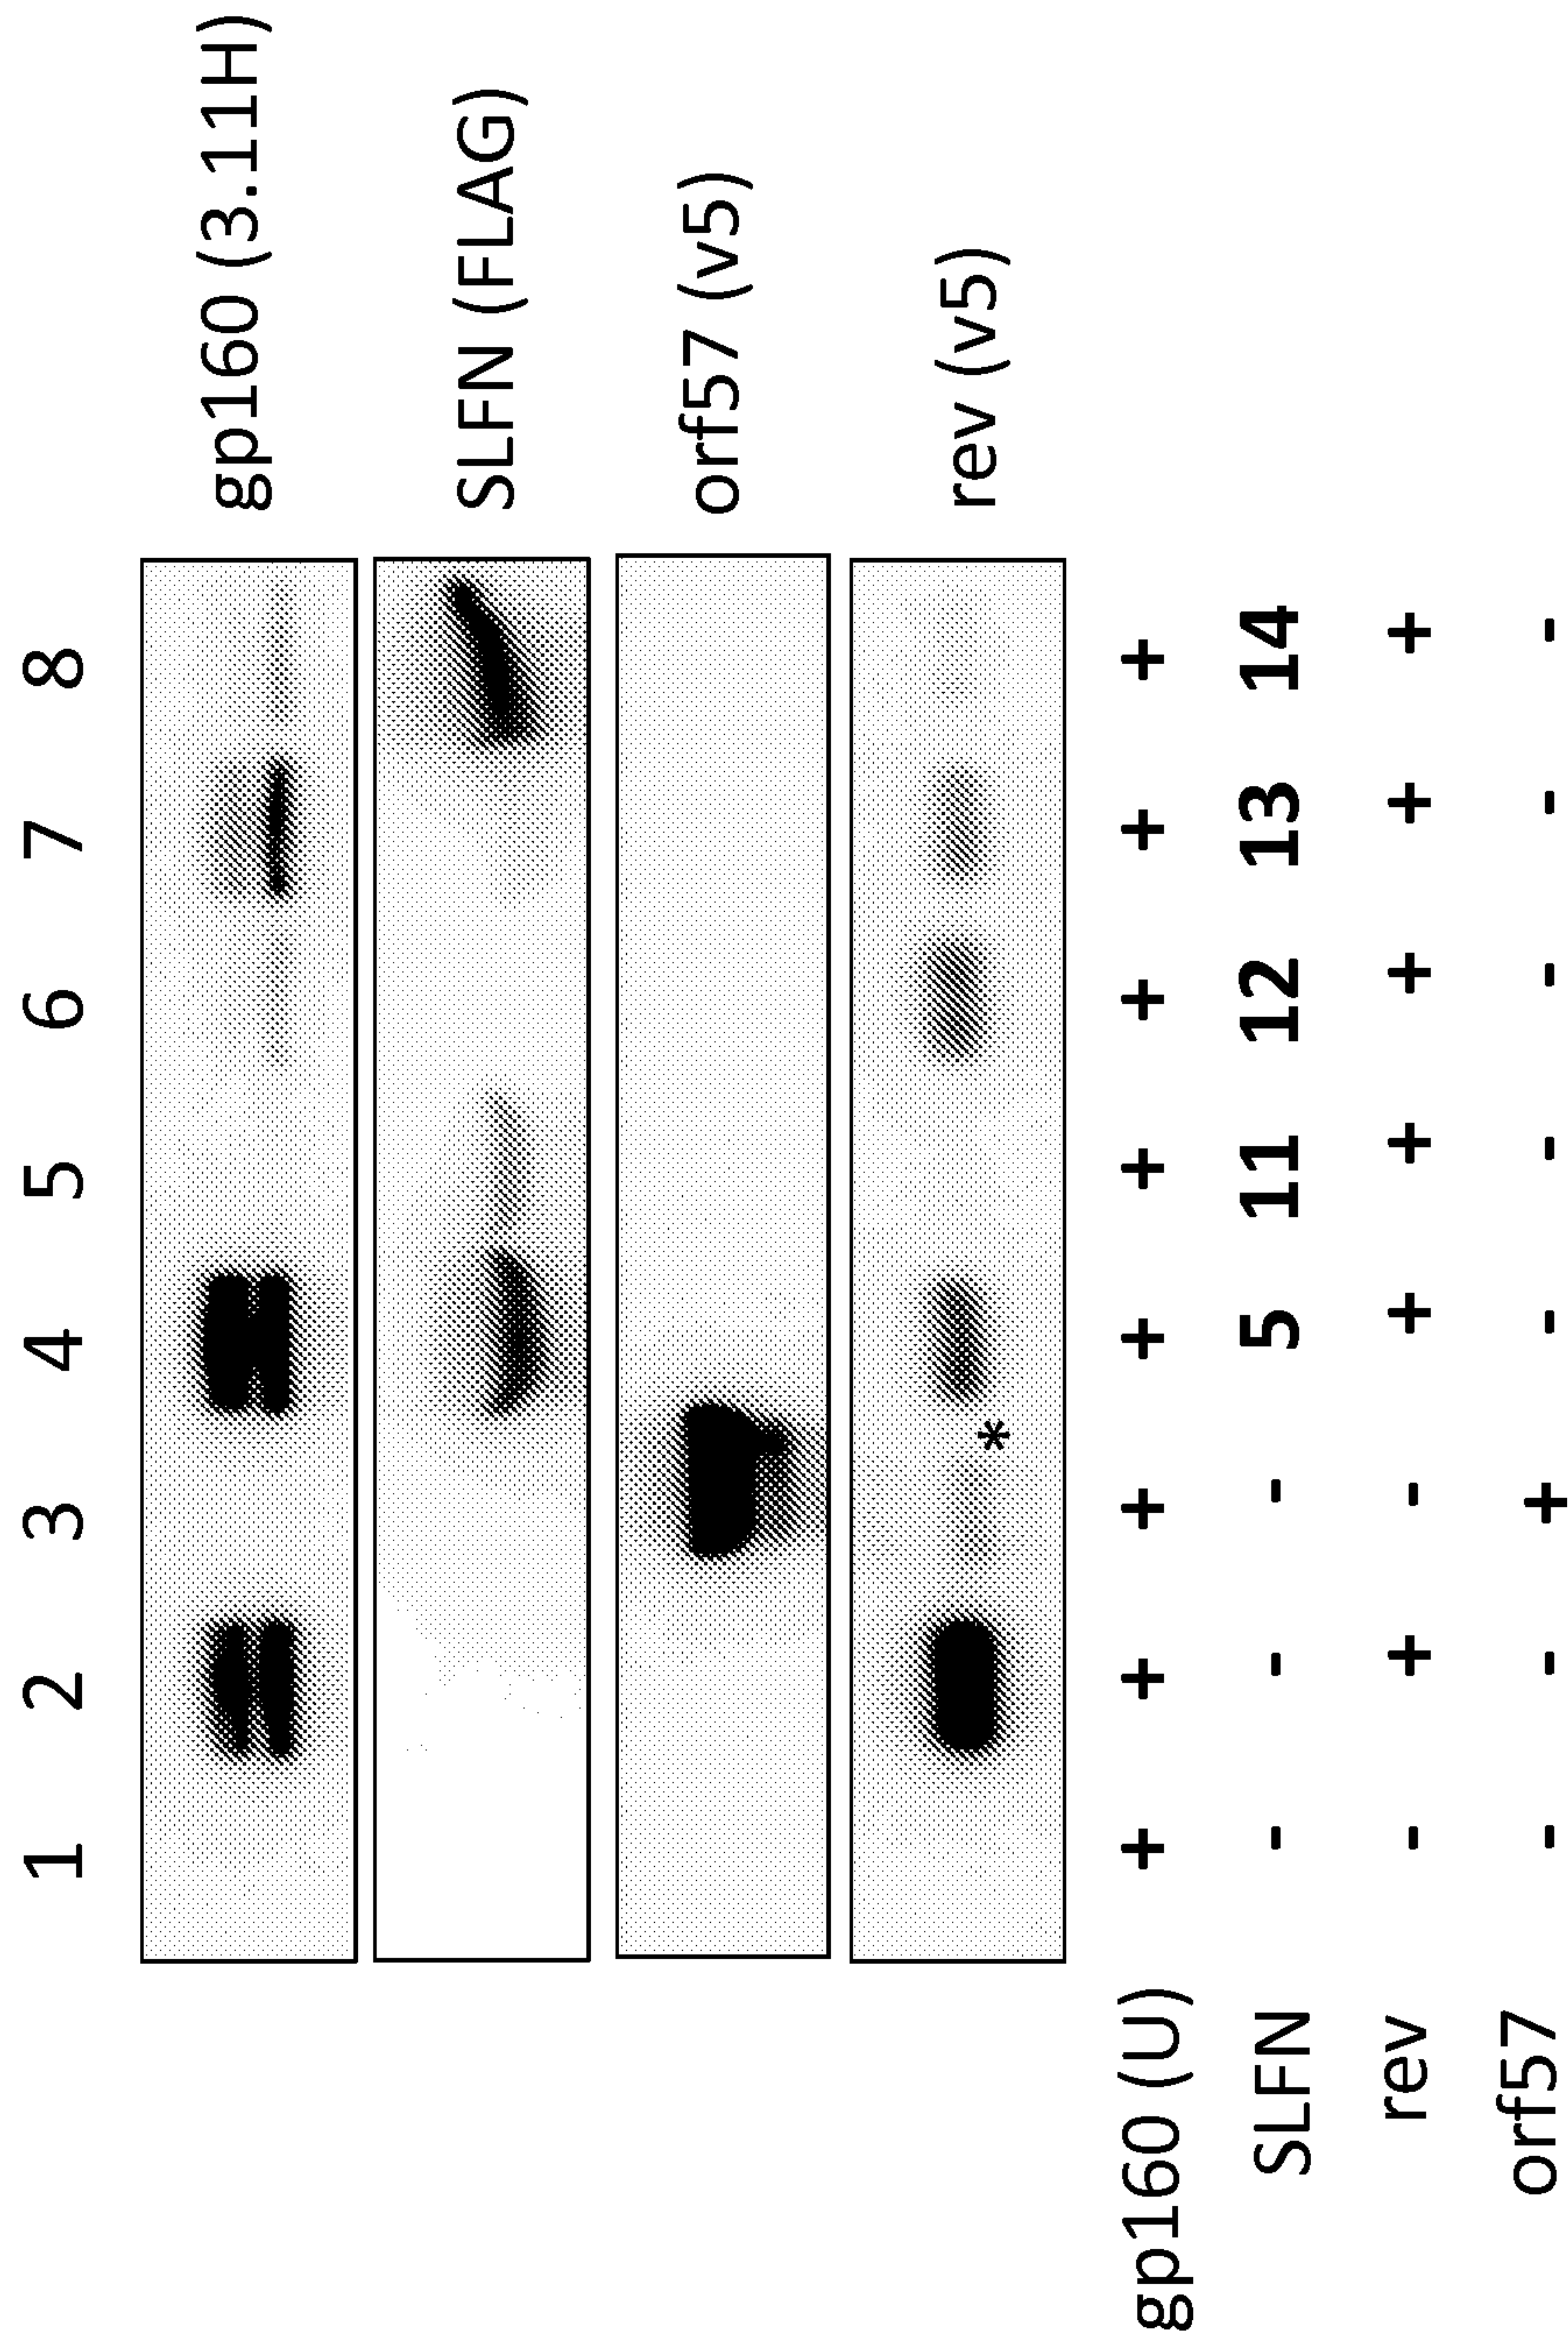 1 2 3 4 5 6 7 8
gp160 (3.11H)
SLFN (FLAG)
orf57 (v5)
*
rev (v5)
gp160 (U) + + + + + + + +
SLFN - - - 5 11 12 13 14
rev - + - + + + + +
orf57 - - + - - - - -